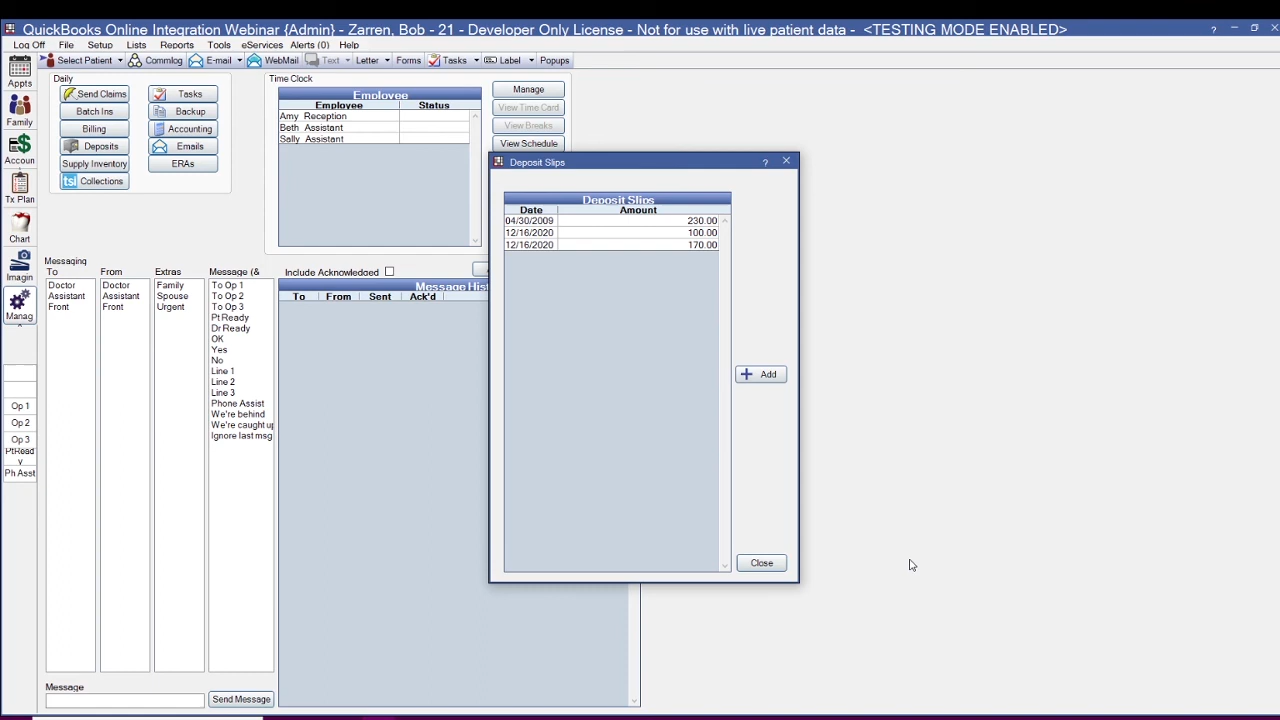 QuickBooks Online Integration Webinar {Admin} - Zarren, Bob - 21 - Developer Only License - Not for use with live patient data - <TESTING MODE ENABLED>
Log Off File Setup Lists Reports Tools eServices Alerts (0) Help
Select Patient Commlog E-mail WebMail Text Letter Forms Tasks Label Popups
Appts
Family
Accoun
Tx Plan
Chart
Imagin
Manag
Op 1
Op 2
Op 3
PtRead
y
Ph Asst
Daily
Send Claims Tasks
Batch Ins Backup
Billing Accounting
Deposits Emails
Supply Inventory ERAs
tsi Collections
Time Clock
Employee
Employee Status
Amy Reception
Beth Assistant
Sally Assistant
Manage
View Time Card
View Breaks
View Schedule
Messaging
To From Extras Message (&
Doctor Doctor Family To Op 1
Assistant Assistant Spouse To Op 2
Front Front Urgent To Op 3
Pt Ready
Dr Ready
OK
Yes
No
Line 1
Line 2
Line 3
Phone Assist
We're behind
We're caught up
Ignore last msg
Include Acknowledged
Message Hist
To From Sent Ack'd
Message
Send Message
Deposit Slips
Deposit Slips
Date Amount
04/30/2009 230.00
12/16/2020 100.00
12/16/2020 170.00
Add
Close